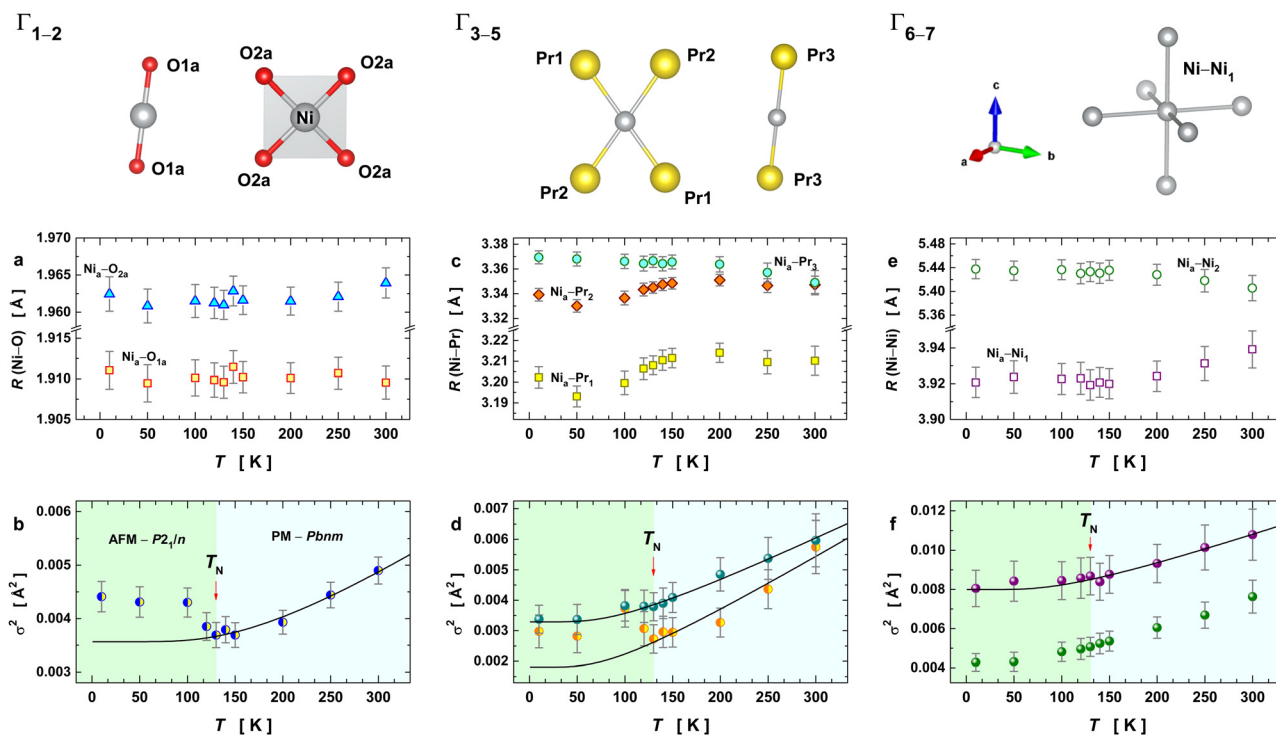 Γ1–2
Γ3–5
Γ6–7
O1a
O1a
O2a
O2a
Ni
O2a
O2a
Pr1
Pr2
Pr2
Pr1
Pr3
Pr3
c
a
b
Ni–Ni1
a
R (Ni–O) [Å]
1.970
1.965
1.960
1.915
1.910
1.905
Nia–O2a
Nia–O1a
0 50 100 150 200 250 300
T [ K ]
c
R (Ni–Pr) [Å]
3.38
3.36
3.34
3.32
3.22
3.21
3.20
3.19
Nia–Pr3
Nia–Pr2
Nia–Pr1
0 50 100 150 200 250 300
T [ K ]
e
R (Ni–Ni) [Å]
5.48
5.44
5.40
5.36
3.94
3.92
3.90
Nia–Ni2
Nia–Ni1
0 50 100 150 200 250 300
T [ K ]
b
σ2 [Å2]
0.006
0.005
0.004
0.003
AFM – P21/n
PM – Pbnm
TN
0 50 100 150 200 250 300
T [ K ]
d
σ2 [Å2]
0.007
0.006
0.005
0.004
0.003
0.002
TN
0 50 100 150 200 250 300
T [ K ]
f
σ2 [Å2]
0.012
0.010
0.008
0.006
0.004
TN
0 50 100 150 200 250 300
T [ K ]